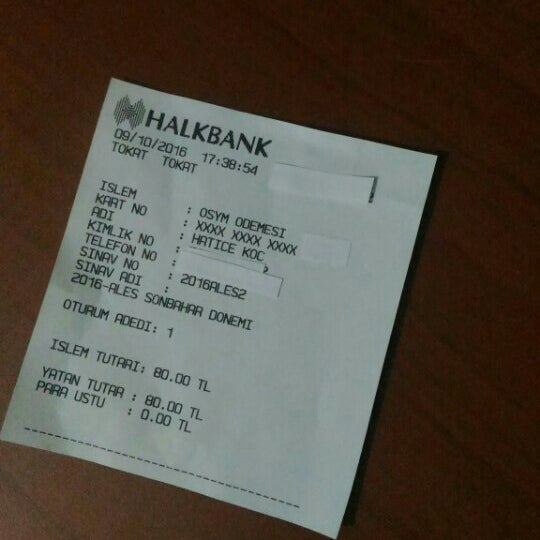 HALKBANK
09/10/2016 17:38:54
TOKAT TOKAT
ISLEM : OSYM ODEMESI
KART NO : XXXX XXXX XXXX
ADI : HATICE KOC
KIMLIK NO :
TELEFON NO :
SINAV NO : 2016ALES2
SINAV ADI :
2016-ALES SONBAHAR DONEMI
OTURUM ADEDI: 1
ISLEM TUTARI: 80.00 TL
YATAN TUTAR : 80.00 TL
PARA USTU : 0.00 TL